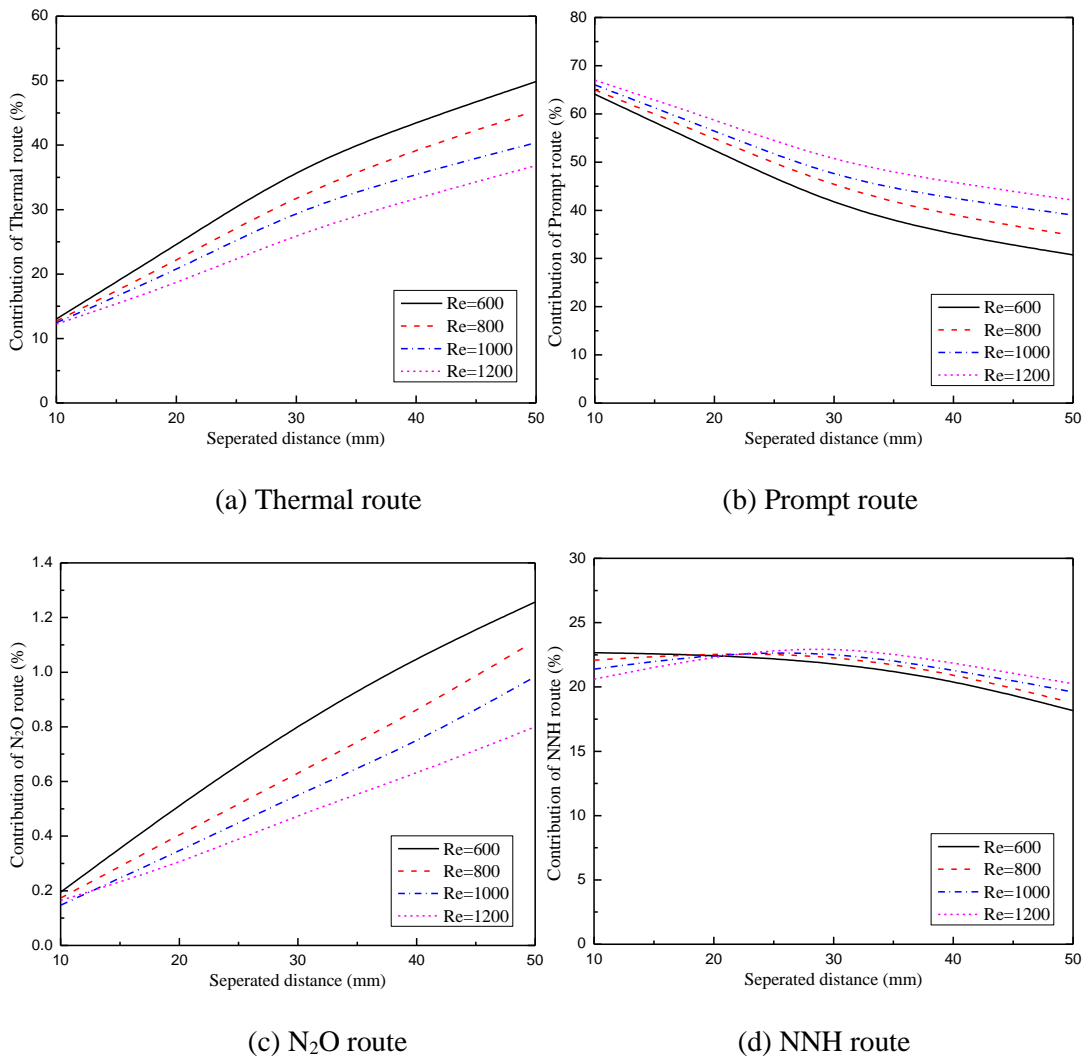 60
50
40
30
20
10
0
10
20
30
40
50
Contribution of Thermal route (%)
Seperated distance (mm)
Re=600
Re=800
Re=1000
Re=1200
(a) Thermal route
80
70
60
50
40
30
20
10
0
10
20
30
40
50
Contribution of Prompt route (%)
Seperated distance (mm)
Re=600
Re=800
Re=1000
Re=1200
(b) Prompt route
1.4
1.2
1.0
0.8
0.6
0.4
0.2
0.0
10
20
30
40
50
Contribution of N₂O route (%)
Seperated distance (mm)
Re=600
Re=800
Re=1000
Re=1200
(c) N₂O route
30
25
20
15
10
5
0
10
20
30
40
50
Contribution of NNH route (%)
Seperated distance (mm)
Re=600
Re=800
Re=1000
Re=1200
(d) NNH route